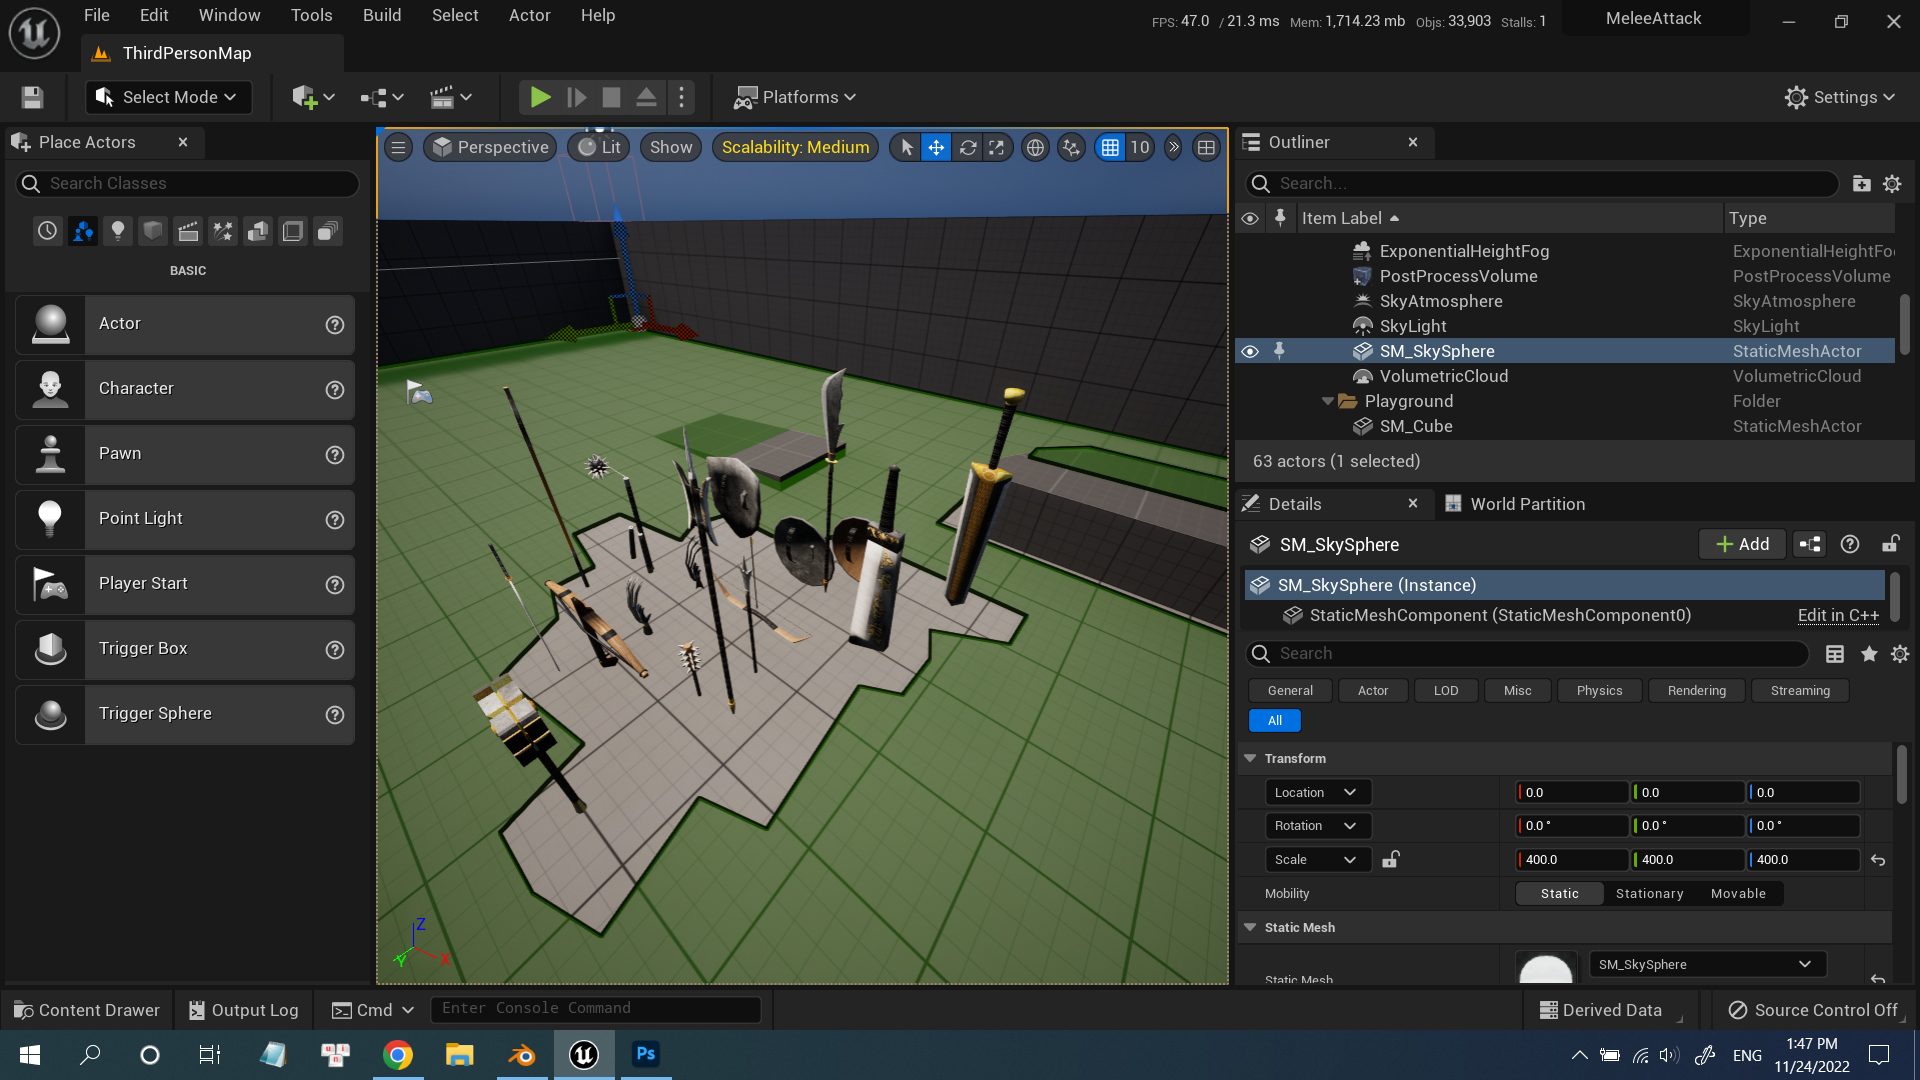 File Edit Window Tools Build Select Actor Help
FPS: 47.0 / 21.3 ms Mem: 1,714.23 mb Objs: 33,903 Stalls: 1
MeleeAttack
ThirdPersonMap
Select Mode
Platforms
Settings
Place Actors
Search Classes
BASIC
Actor
Character
Pawn
Point Light
Player Start
Trigger Box
Trigger Sphere
Perspective
Lit
Show
Scalability: Medium
10
Z
Y
X
Outliner
Search...
Item Label Type
ExponentialHeightFog ExponentialHeightFo
PostProcessVolume PostProcessVolume
SkyAtmosphere SkyAtmosphere
SkyLight SkyLight
SM_SkySphere StaticMeshActor
VolumetricCloud VolumetricCloud
Playground Folder
SM_Cube StaticMeshActor
63 actors (1 selected)
Details World Partition
SM_SkySphere
Add
SM_SkySphere (Instance)
StaticMeshComponent (StaticMeshComponent0) Edit in C++
Search
General Actor LOD Misc Physics Rendering Streaming
All
Transform
Location 0.0 0.0 0.0
Rotation 0.0 ° 0.0 ° 0.0 °
Scale 400.0 400.0 400.0
Mobility Static Stationary Movable
Static Mesh
Static Mesh SM_SkySphere
Content Drawer Output Log Cmd Enter Console Command Derived Data Source Control Off
Ps
ENG
1:47 PM
11/24/2022